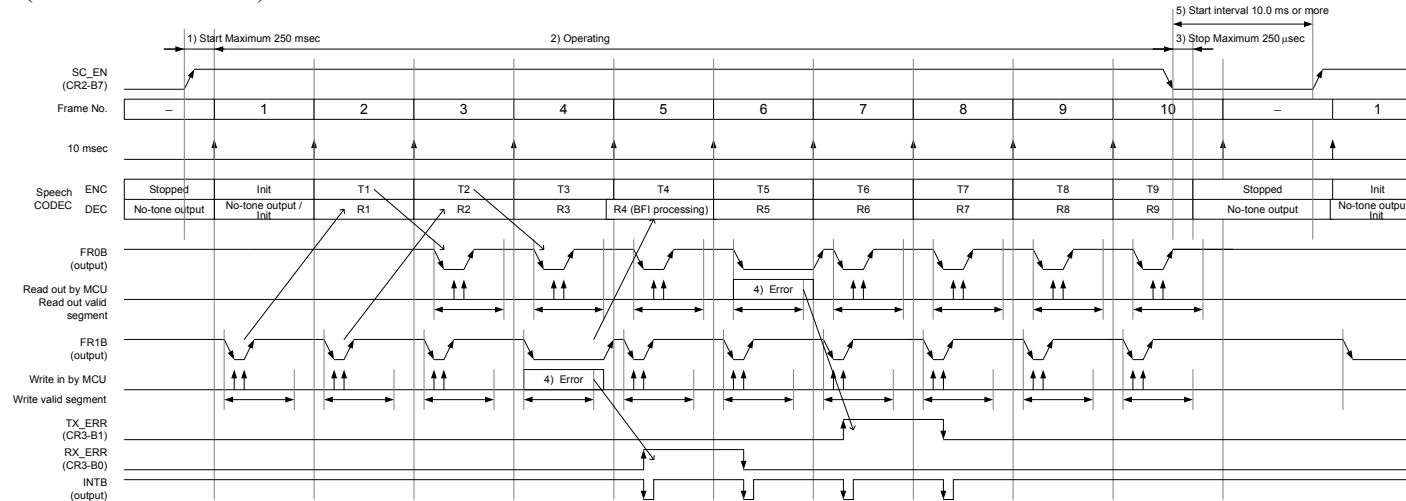 5) Start interval 10.0 ms or more
1) Start Maximum 250 msec
2) Operating
3) Stop Maximum 250 μsec
SC_EN
(CR2-B7)
Frame No. – 1 2 3 4 5 6 7 8 9 10 – 1
10 msec
Speech CODEC
ENC Stopped Init T1 T2 T3 T4 T5 T6 T7 T8 T9 Stopped Init
DEC No-tone output No-tone output / Init R1 R2 R3 R4 (BFI processing) R5 R6 R7 R8 R9 No-tone output No-tone output Init
FR0B
(output)
Read out by MCU
4) Error
Read out valid
segment
FR1B
(output)
Write in by MCU
4) Error
Write valid segment
TX_ERR
(CR3-B1)
RX_ERR
(CR3-B0)
INTB
(output)